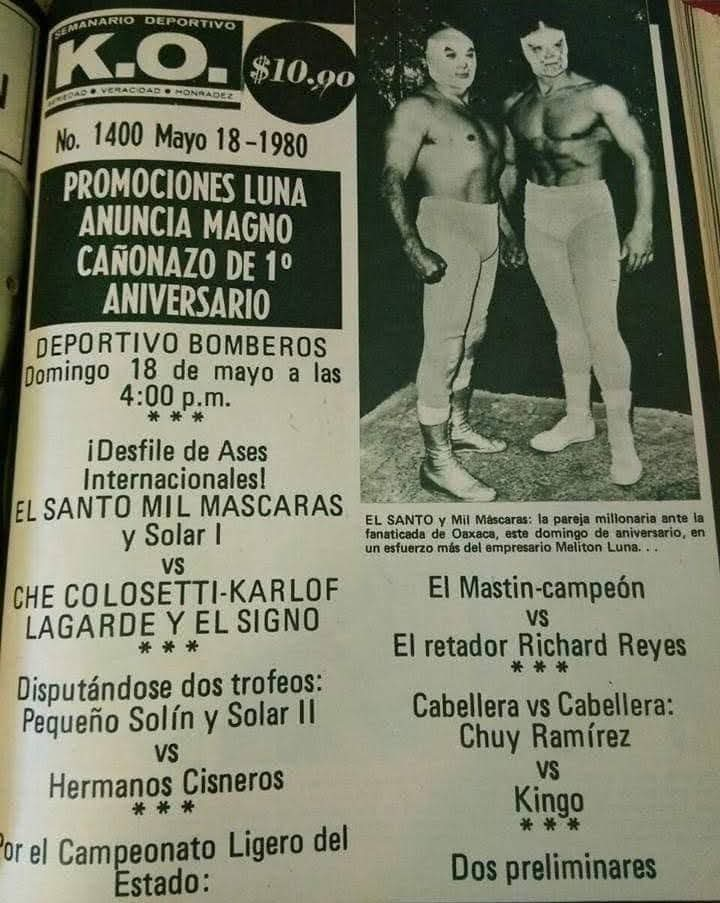 SEMANARIO DEPORTIVO
K.O.
SERIEDAD • VERACIDAD • HONRADEZ
$10.00
No. 1400 Mayo 18-1980
PROMOCIONES LUNA
ANUNCIA MAGNO
CAÑONAZO DE 1º
ANIVERSARIO
DEPORTIVO BOMBEROS
Domingo 18 de mayo a las
4:00 p.m.
* * *
¡Desfile de Ases
Internacionales!
EL SANTO MIL MASCARAS
y Solar I
vs
CHE COLOSETTI-KARLOF
LAGARDE Y EL SIGNO
* * *
Disputándose dos trofeos:
Pequeño Solín y Solar II
vs
Hermanos Cisneros
* * *
Por el Campeonato Ligero del
Estado:
EL SANTO y Mil Máscaras: la pareja millonaria ante la
fanaticada de Oaxaca, este domingo de aniversario, en
un esfuerzo más del empresario Meliton Luna. . .
El Mastin-campeón
vs
El retador Richard Reyes
* * *
Cabellera vs Cabellera:
Chuy Ramírez
vs
Kingo
* * *
Dos preliminares